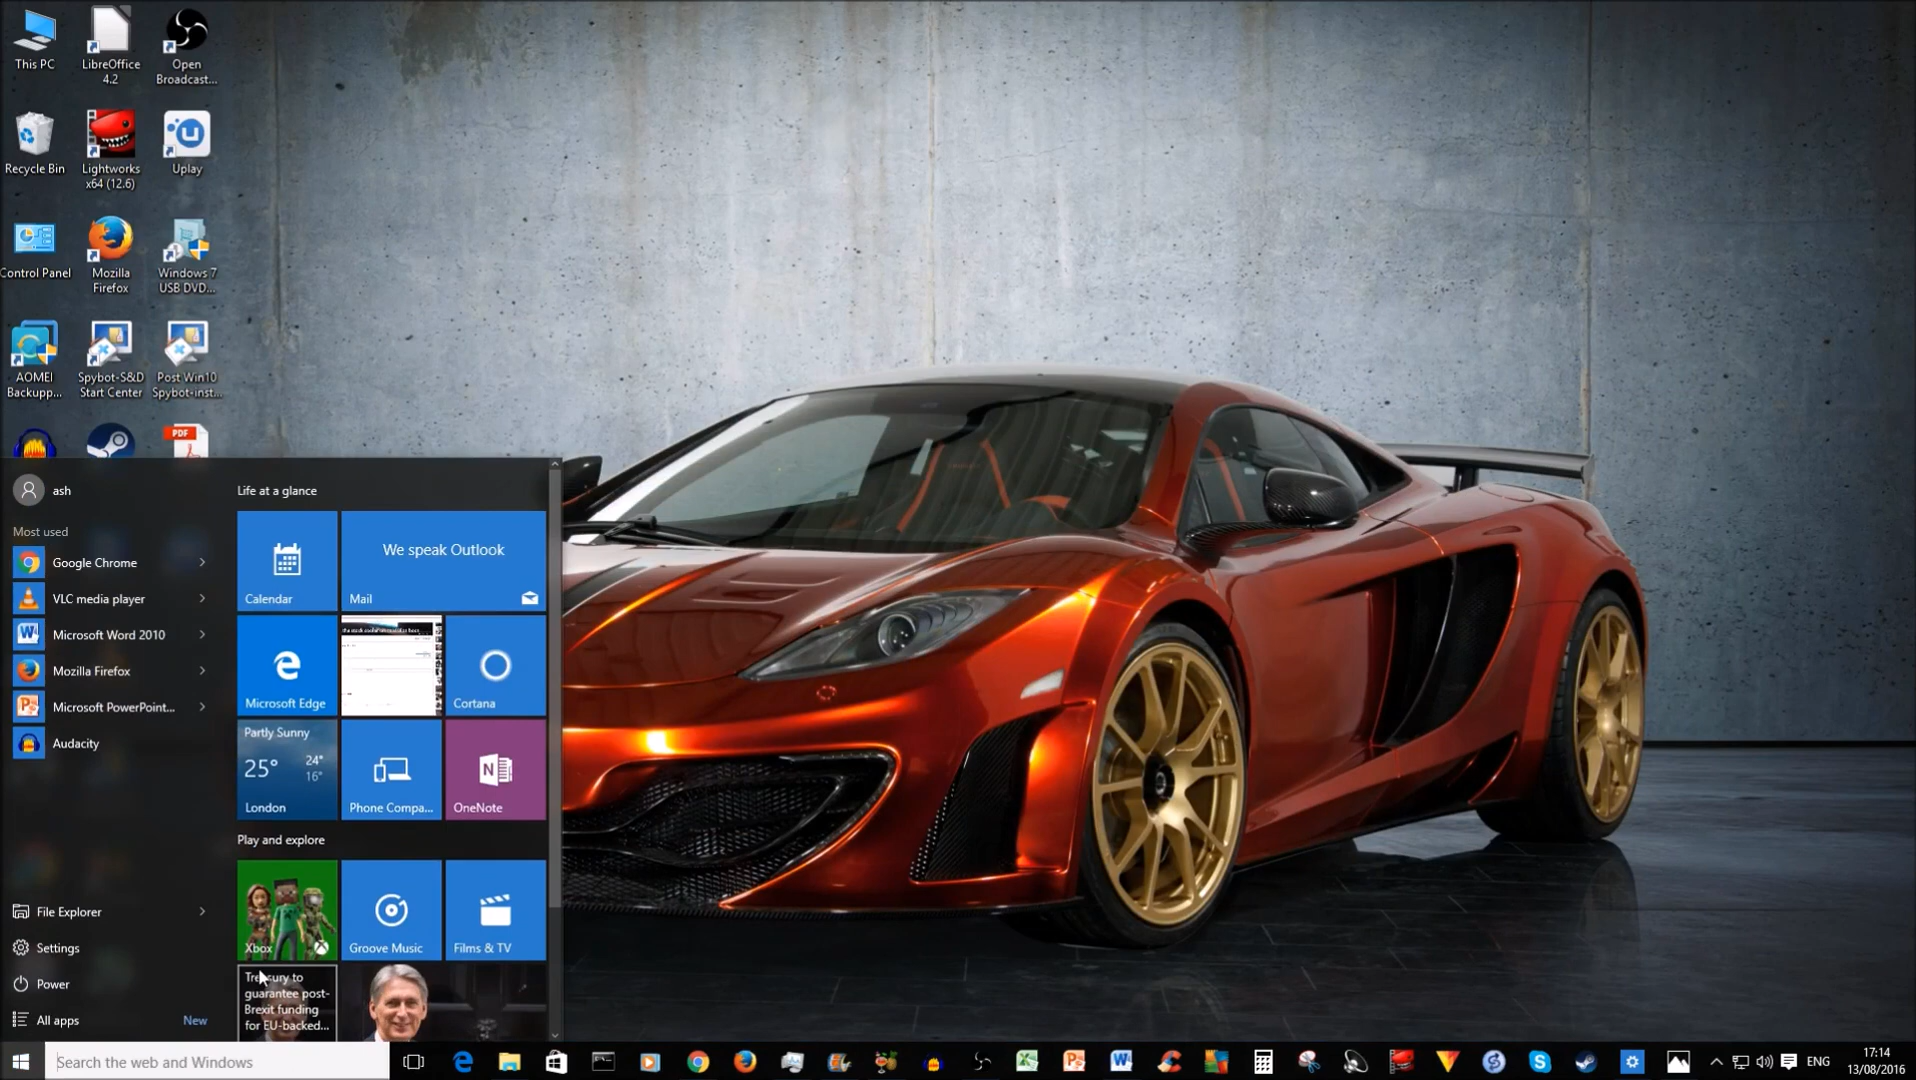 This PC
LibreOffice
4.2
Open
Broadcast...
Recycle Bin
Lightworks
x64 (12.6)
Uplay
Control Panel
Mozilla
Firefox
Windows 7
USB DVD...
AOMEI
Backupp...
Spybot-S&D
Start Center
Post Win10
Spybot-inst...
PDF
ash
Most used
Google Chrome
VLC media player
Microsoft Word 2010
Mozilla Firefox
Microsoft PowerPoint...
Audacity
File Explorer
Settings
Power
All apps
New
Life at a glance
Calendar
We speak Outlook
Mail
Microsoft Edge
Cortana
Partly Sunny
25°
24°
16°
London
Phone Compa...
OneNote
Play and explore
Xbox
Groove Music
Films & TV
Treasury to
guarantee post-
Brexit funding
for EU-backed...
Search the web and Windows
ENG
17:14
13/08/2016